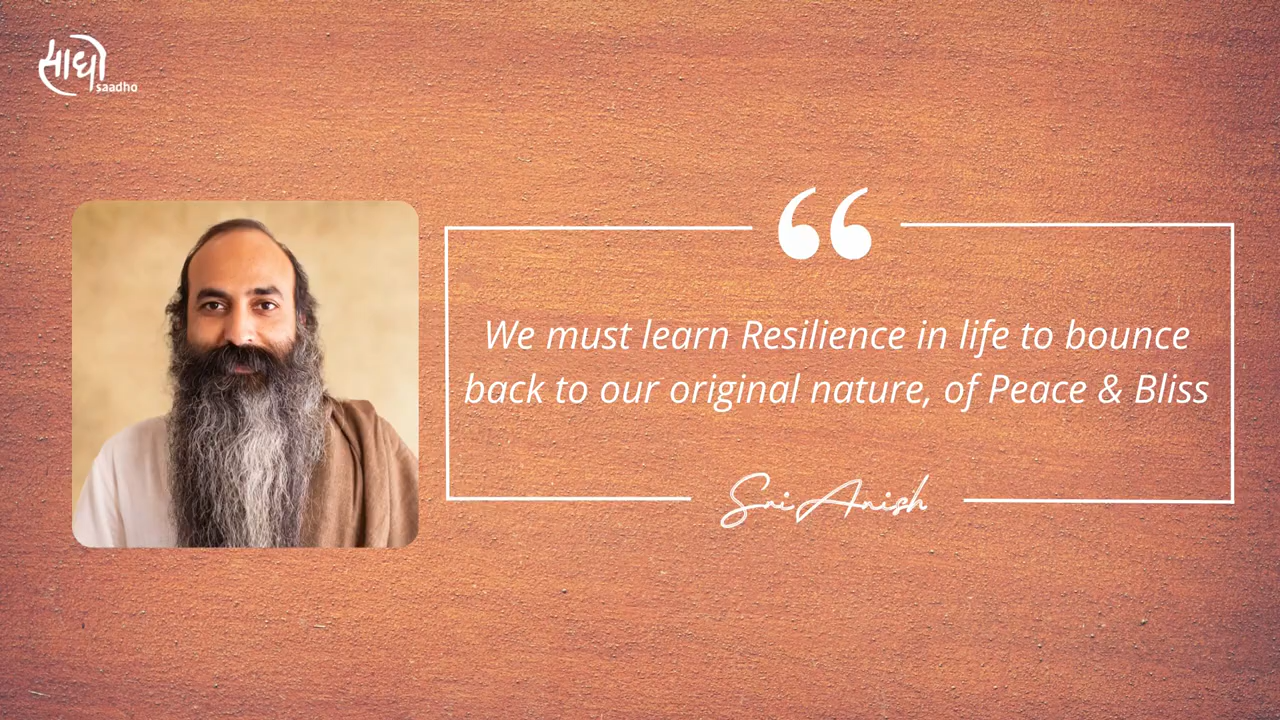 साधो
saadho
We must learn Resilience in life to bounce
back to our original nature, of Peace & Bliss
Sri Anish